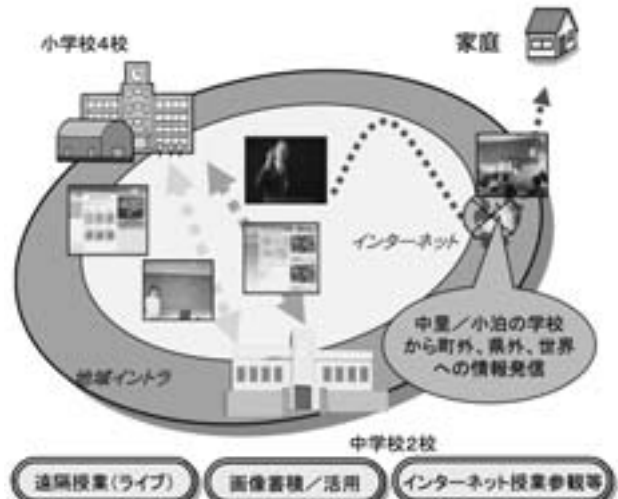 小学校4校
家庭
インターネット
中里／小泊の学校
から町外、県外、世界
への情報発信
地域イントラ
中学校2校
遠隔授業(ライブ)
画像蓄積／活用
インターネット授業参観等